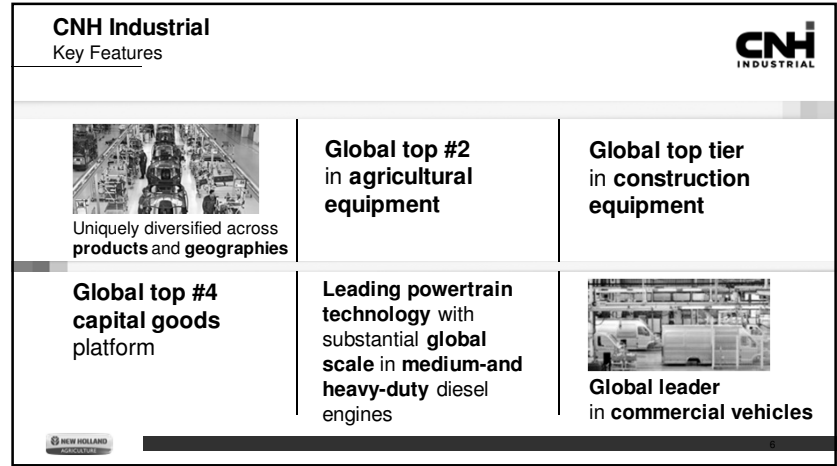 CNH Industrial
Key Features
CNH
INDUSTRIAL
Uniquely diversified across
products and geographies
Global top #2
in agricultural
equipment
Global top tier
in construction
equipment
Global top #4
capital goods
platform
Leading powertrain
technology with
substantial global
scale in medium-and
heavy-duty diesel
engines
Global leader
in commercial vehicles
NEW HOLLAND
AGRICULTURE
6